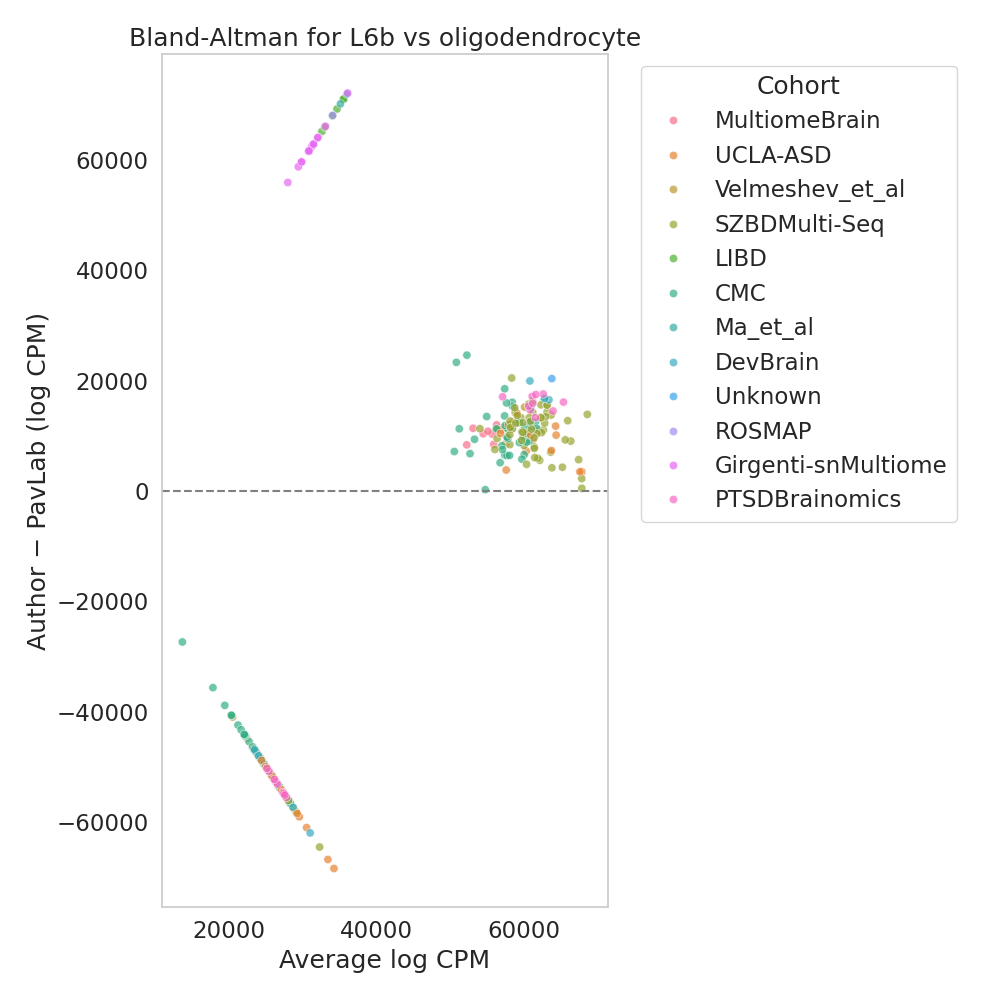 Bland-Altman for L6b vs oligodendrocyte
Author − PavLab (log CPM)
60000
40000
20000
0
−20000
−40000
−60000
20000 40000 60000
Average log CPM
Cohort
MultiomeBrain
UCLA-ASD
Velmeshev_et_al
SZBDMulti-Seq
LIBD
CMC
Ma_et_al
DevBrain
Unknown
ROSMAP
Girgenti-snMultiome
PTSDBrainomics